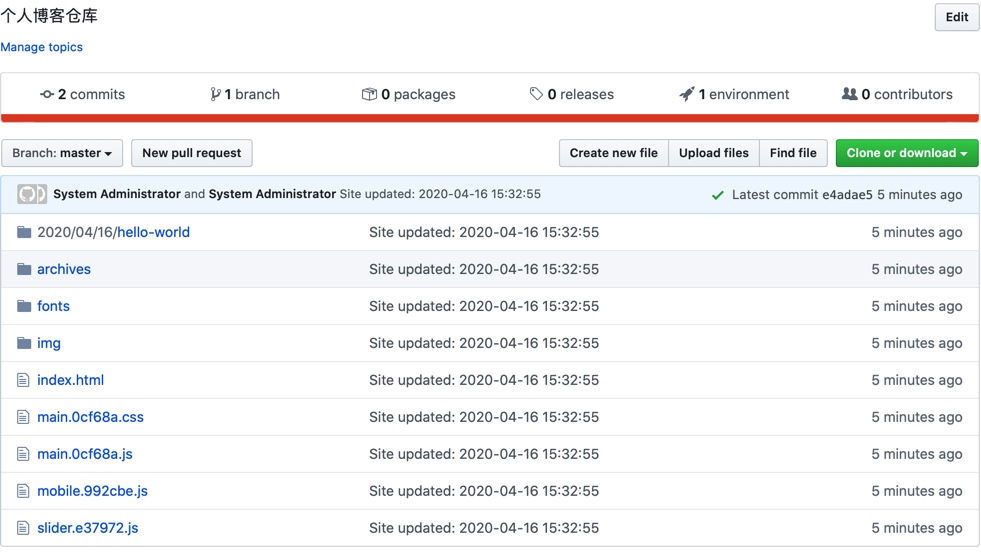 个人博客仓库
Edit
Manage topics
2 commits 1 branch 0 packages 0 releases 1 environment 0 contributors
Branch: master New pull request Create new file Upload files Find file Clone or download
System Administrator and System Administrator Site updated: 2020-04-16 15:32:55 Latest commit e4adae5 5 minutes ago
2020/04/16/hello-world Site updated: 2020-04-16 15:32:55 5 minutes ago
archives Site updated: 2020-04-16 15:32:55 5 minutes ago
fonts Site updated: 2020-04-16 15:32:55 5 minutes ago
img Site updated: 2020-04-16 15:32:55 5 minutes ago
index.html Site updated: 2020-04-16 15:32:55 5 minutes ago
main.0cf68a.css Site updated: 2020-04-16 15:32:55 5 minutes ago
main.0cf68a.js Site updated: 2020-04-16 15:32:55 5 minutes ago
mobile.992cbe.js Site updated: 2020-04-16 15:32:55 5 minutes ago
slider.e37972.js Site updated: 2020-04-16 15:32:55 5 minutes ago